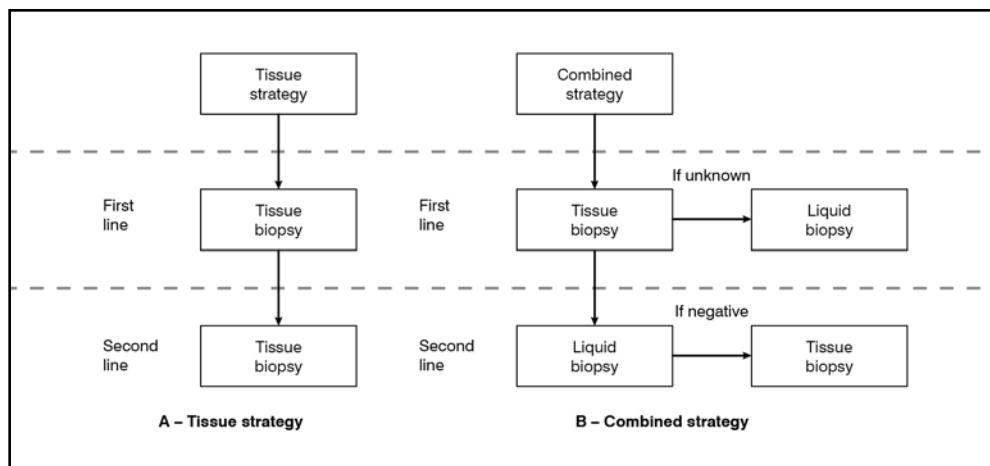 Tissue
strategy
First
line
Tissue
biopsy
Second
line
Tissue
biopsy
A – Tissue strategy
Combined
strategy
If unknown
First
line
Tissue
biopsy
Liquid
biopsy
If negative
Second
line
Liquid
biopsy
Tissue
biopsy
B – Combined strategy